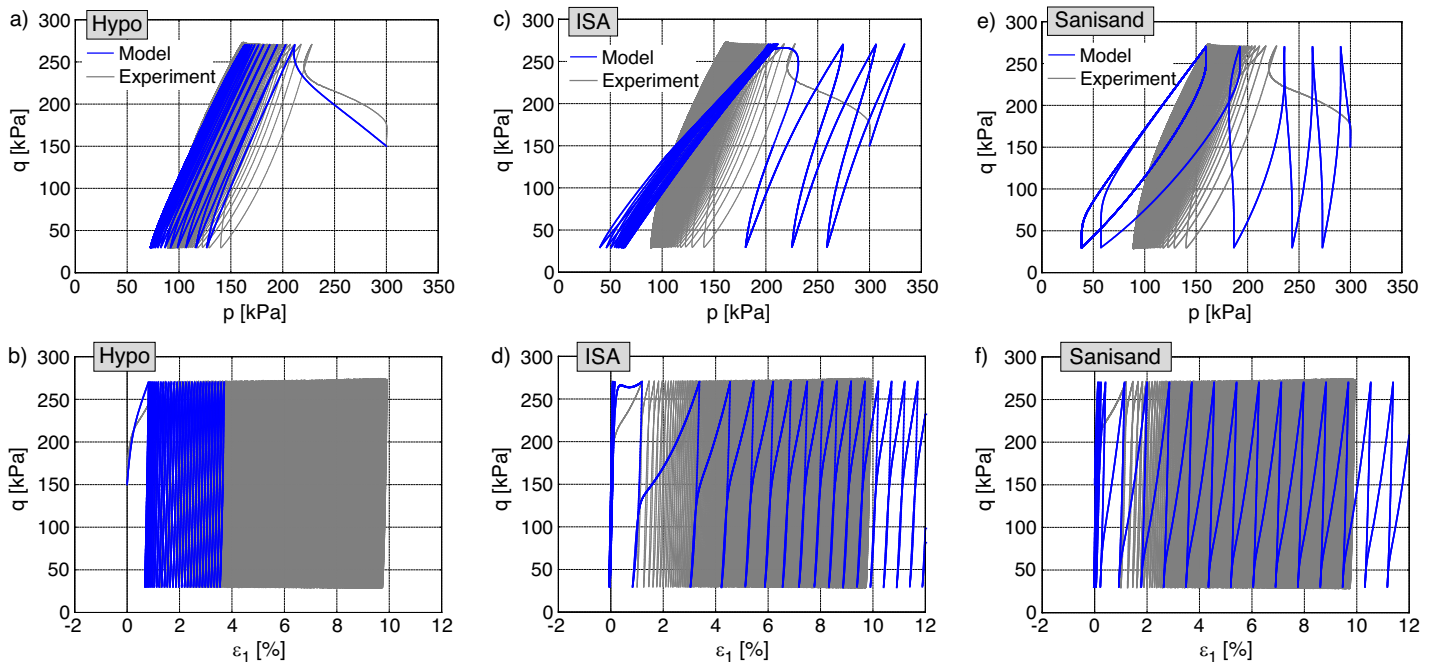 a)
Hypo
Model
Experiment
300
250
200
150
100
50
0
q [kPa]
0 50 100 150 200 250 300 350
p [kPa]
c)
ISA
Model
Experiment
300
250
200
150
100
50
0
q [kPa]
0 50 100 150 200 250 300 350
p [kPa]
e)
Sanisand
Model
Experiment
300
250
200
150
100
50
0
q [kPa]
0 50 100 150 200 250 300 350
p [kPa]
b)
Hypo
300
250
200
150
100
50
0
q [kPa]
-2 0 2 4 6 8 10 12
ε1 [%]
d)
ISA
300
250
200
150
100
50
0
q [kPa]
-2 0 1 2 3 4 5 6 7 8 9 10 11 12
ε1 [%]
f)
Sanisand
300
250
200
150
100
50
0
q [kPa]
-2 0 2 4 6 8 10 12
ε1 [%]